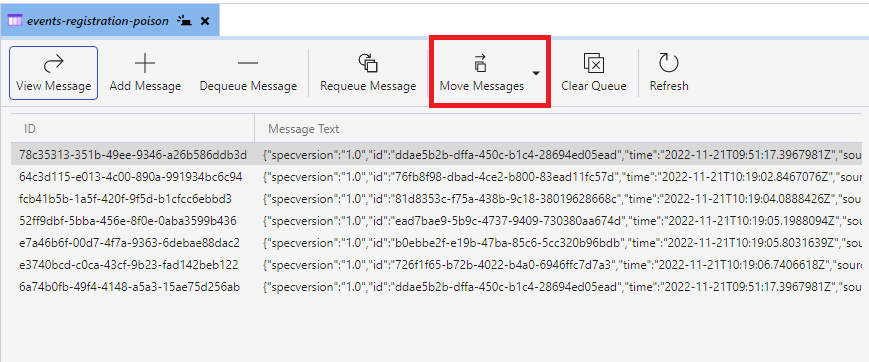 events-registration-poison
View Message Add Message Dequeue Message Requeue Message Move Messages Clear Queue Refresh
ID Message Text
78c35313-351b-49ee-9346-a26b586ddb3d {"specversion":"1.0","id":"ddae5b2b-dffa-450c-b1c4-28694ed05ead","time":"2022-11-21T09:51:17.3967981Z","sour
64c3d115-e013-4c00-890a-991934bc6c94 {"specversion":"1.0","id":"76fb8f98-dbad-4ce2-b800-83ead11fc57d","time":"2022-11-21T10:19:02.8467076Z","sou
fcb41b5b-1a5f-420f-9f5d-b1cfcc6ebbd3 {"specversion":"1.0","id":"81d8353c-f75a-438b-9c18-38019628668c","time":"2022-11-21T10:19:04.0888426Z","sou
52ff9dbf-5bba-456e-8f0e-0aba3599b436 {"specversion":"1.0","id":"ead7bae9-5b9c-4737-9409-730380aa674d","time":"2022-11-21T10:19:05.1988094Z","sou
e7a46b6f-00d7-4f7a-9363-6debae88dac2 {"specversion":"1.0","id":"b0ebbe2f-e19b-47ba-85c6-5cc320b96bdb","time":"2022-11-21T10:19:05.8031639Z","sou
e3740bcd-c0ca-43cf-9b23-fad142beb122 {"specversion":"1.0","id":"726f1f65-b72b-4022-b4a0-6946ffc7d7a3","time":"2022-11-21T10:19:06.7406618Z","sourc
6a74b0fb-49f4-4148-a5a3-15ae75d256ab {"specversion":"1.0","id":"ddae5b2b-dffa-450c-b1c4-28694ed05ead","time":"2022-11-21T09:51:17.3967981Z","sou